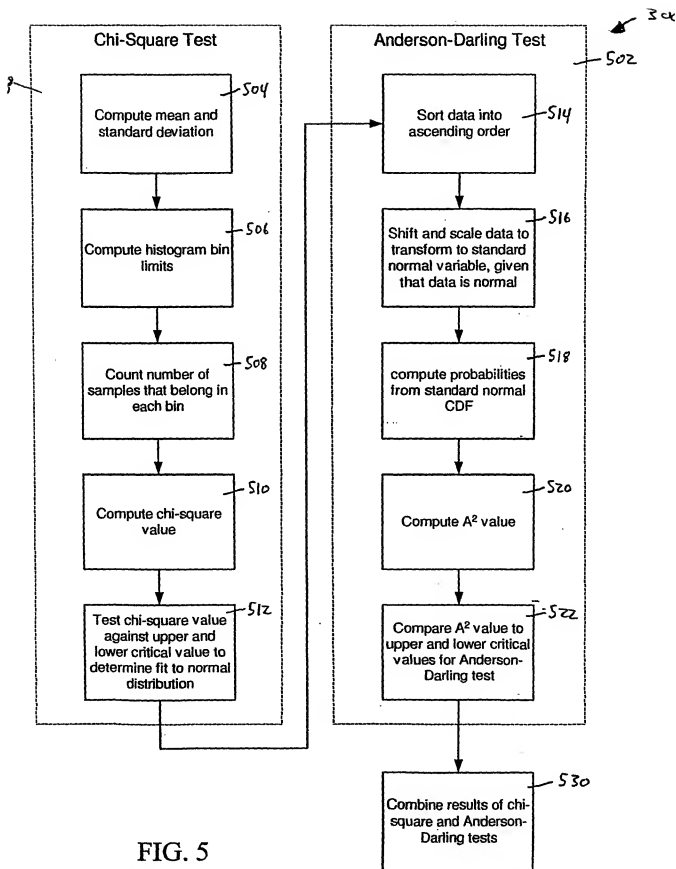 Chi-Square Test
504
Compute mean and
standard deviation
506
Compute histogram bin
limits
508
Count number of
samples that belong in
each bin
510
Compute chi-square
value
512
Test chi-square value
against upper and
lower critical value to
determine fit to normal
distribution
Anderson-Darling Test
502
514
Sort data into
ascending order
516
Shift and scale data to
transform to standard
normal variable, given
that data is normal
518
compute probabilities
from standard normal
CDF
520
Compute A² value
522
Compare A² value to
upper and lower critical
values for Anderson-
Darling test
530
Combine results of chi-
square and Anderson-
Darling tests
FIG. 5